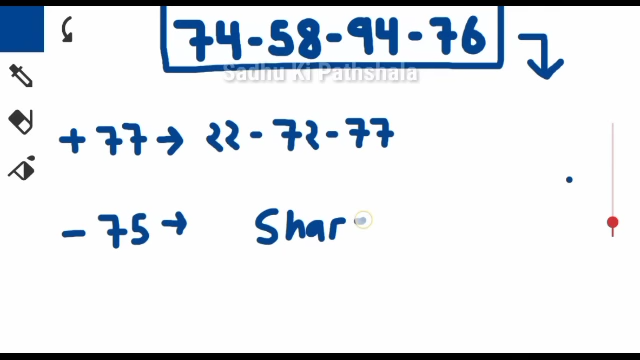 74-58-94-76
Sadhu Ki Pathshala
+77→ 22-72-77
-75→ Shar